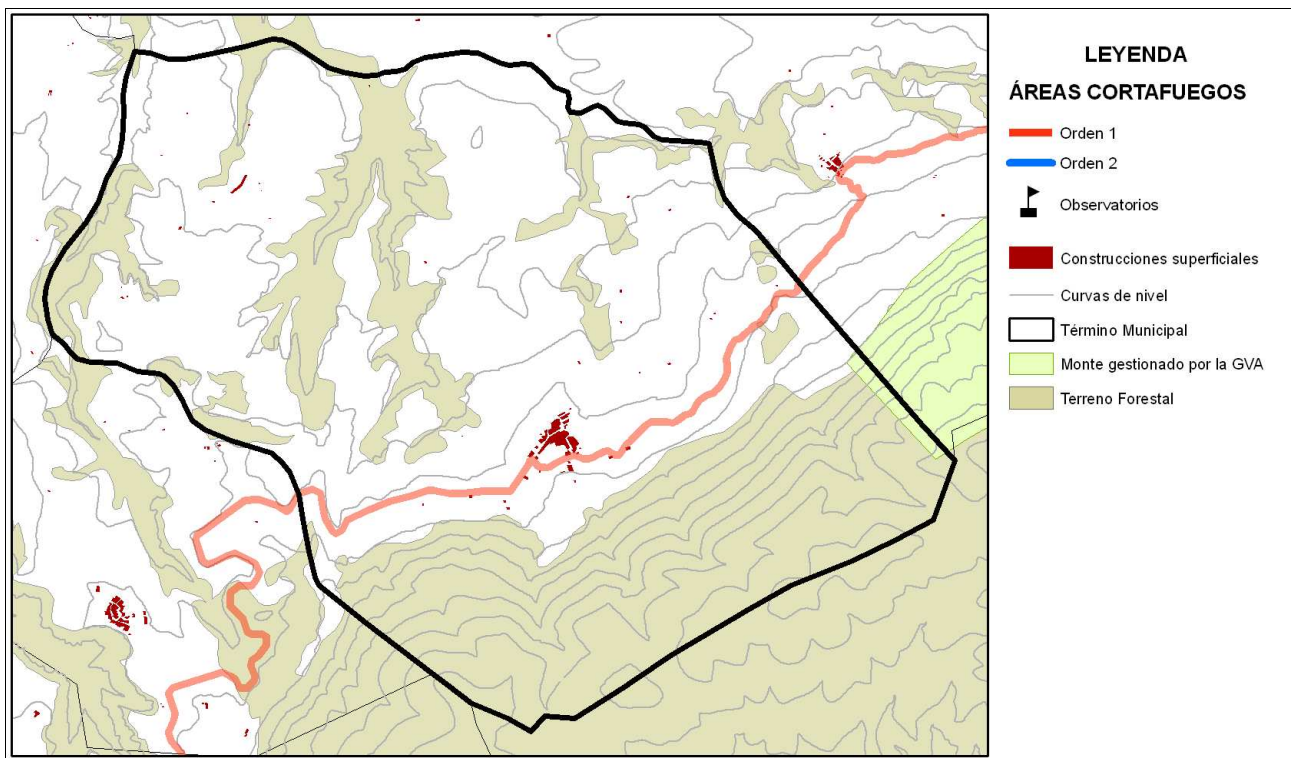 LEYENDA
ÁREAS CORTAFUEGOS
Orden 1
Orden 2
Observatorios
Construcciones superficiales
Curvas de nivel
Término Municipal
Monte gestionado por la GVA
Terreno Forestal